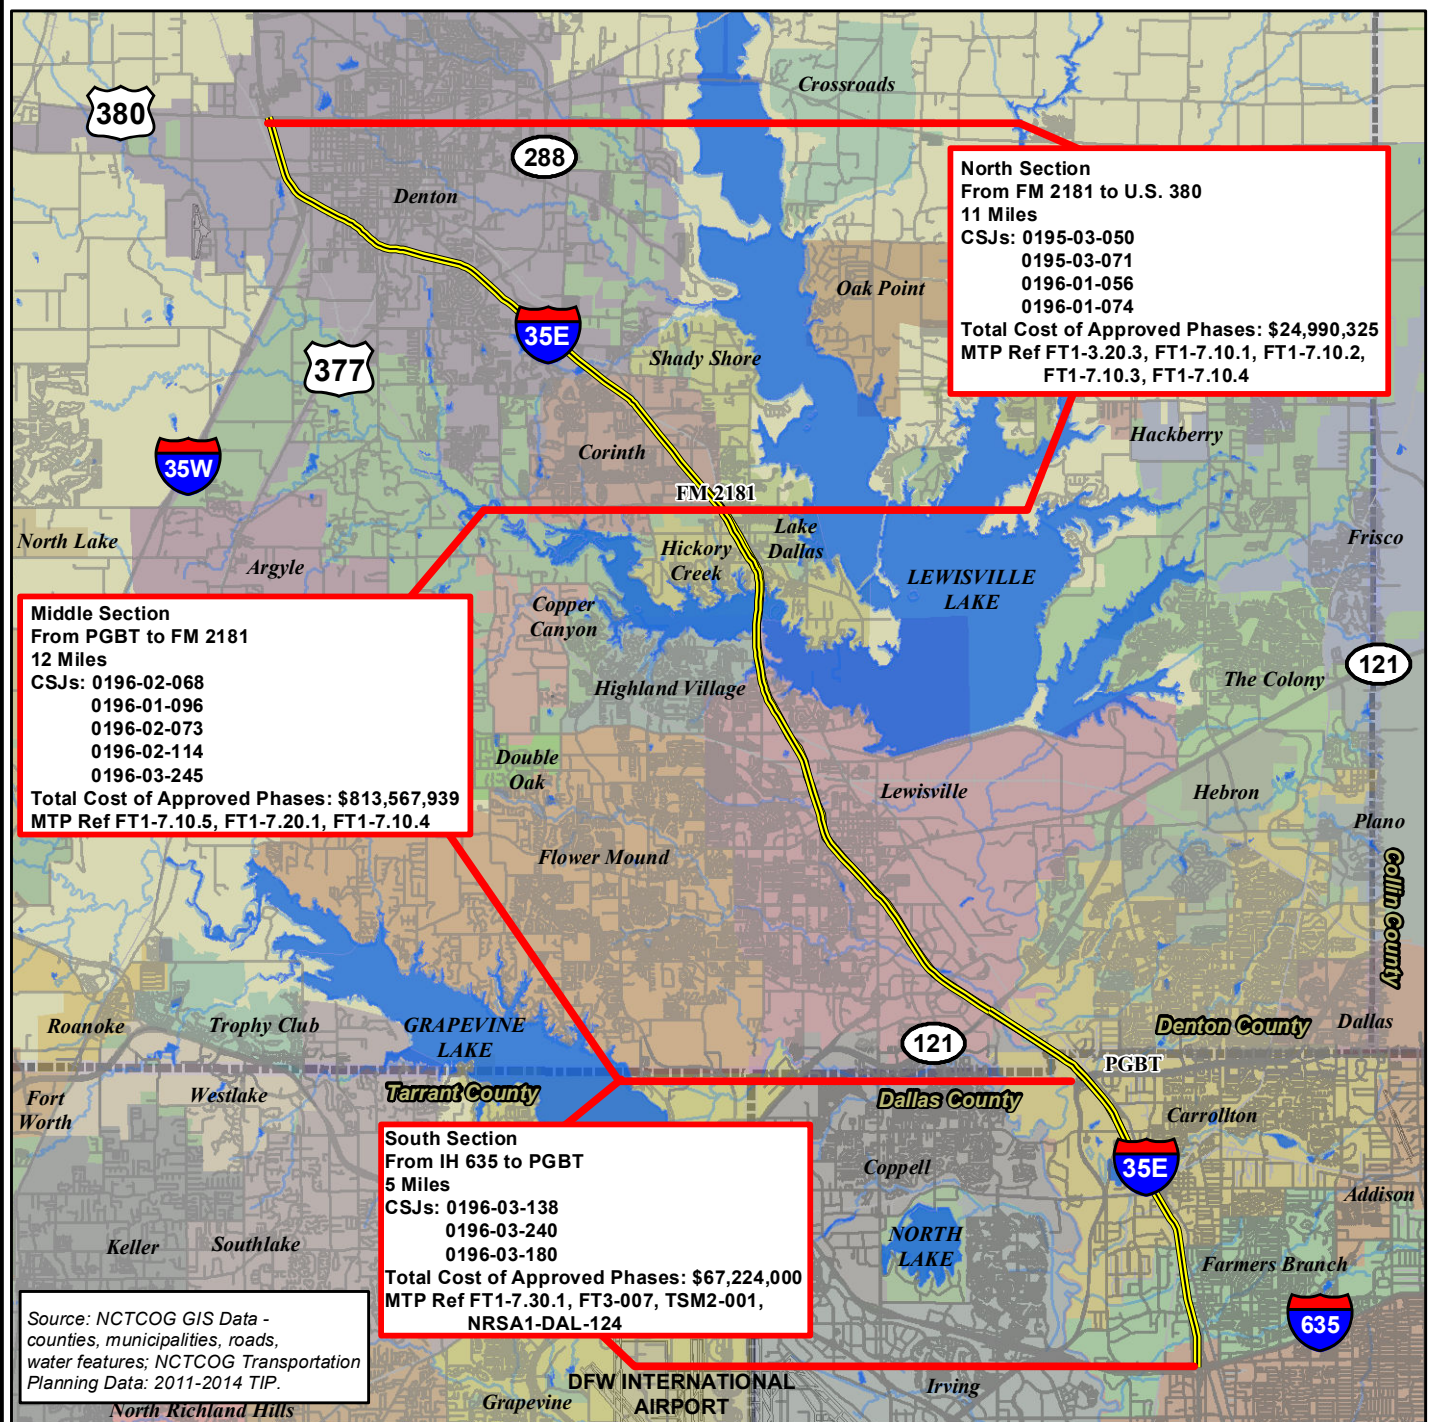 Crossroads
380
288
Denton
North Section
From FM 2181 to U.S. 380
11 Miles
CSJs: 0195-03-050
0195-03-071
0196-01-056
0196-01-074
Total Cost of Approved Phases: $24,990,325
MTP Ref FT1-3.20.3, FT1-7.10.1, FT1-7.10.2,
FT1-7.10.3, FT1-7.10.4
Oak Point
35E
Shady Shore
377
Hackberry
Corinth
35W
FM 2181
North Lake
Argyle
Lake
Dallas
Hickory
Creek
Frisco
LEWISVILLE
LAKE
Copper
Canyon
Middle Section
From PGBT to FM 2181
12 Miles
CSJs: 0196-02-068
0196-01-096
0196-02-073
0196-02-114
0196-03-245
Total Cost of Approved Phases: $813,567,939
MTP Ref FT1-7.10.5, FT1-7.20.1, FT1-7.10.4
Highland Village
The Colony
121
Double
Oak
Lewisville
Hebron
Plano
Flower Mound
Collin County
Roanoke
Trophy Club
GRAPEVINE
LAKE
121
Denton County
Dallas
PGBT
Fort
Worth
Westlake
Tarrant County
Dallas County
Carrollton
South Section
From IH 635 to PGBT
5 Miles
CSJs: 0196-03-138
0196-03-240
0196-03-180
Total Cost of Approved Phases: $67,224,000
MTP Ref FT1-7.30.1, FT3-007, TSM2-001,
NRSA1-DAL-124
Coppell
35E
Addison
Keller
Southlake
NORTH
LAKE
Farmers Branch
635
Source: NCTCOG GIS Data -
counties, municipalities, roads,
water features; NCTCOG Transportation
Planning Data: 2011-2014 TIP.
DFW INTERNATIONAL
AIRPORT
Irving
Grapevine
North Richland Hills